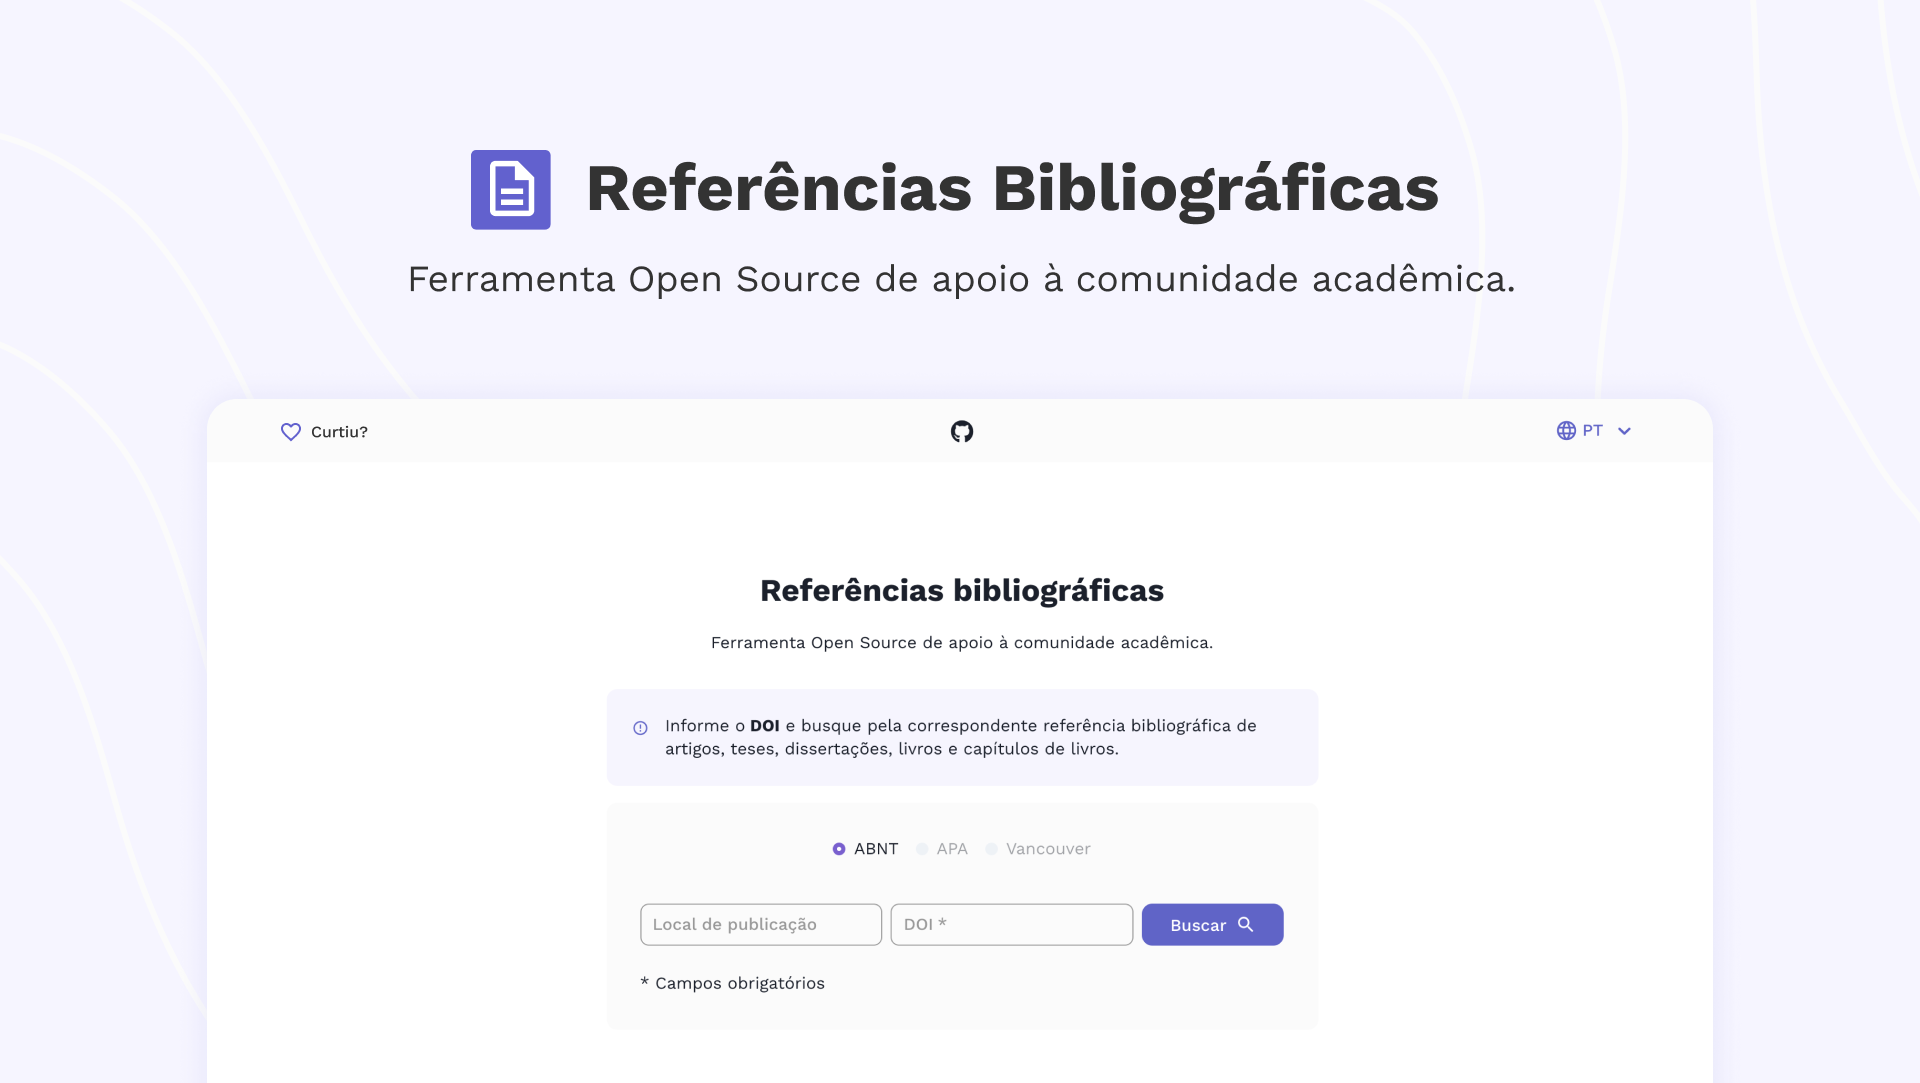 Referências Bibliográficas
Ferramenta Open Source de apoio à comunidade acadêmica.
Curtiu?
PT
Referências bibliográficas
Ferramenta Open Source de apoio à comunidade acadêmica.
Informe o DOI e busque pela correspondente referência bibliográfica de
artigos, teses, dissertações, livros e capítulos de livros.
ABNT APA Vancouver
Local de publicação DOI * Buscar
* Campos obrigatórios